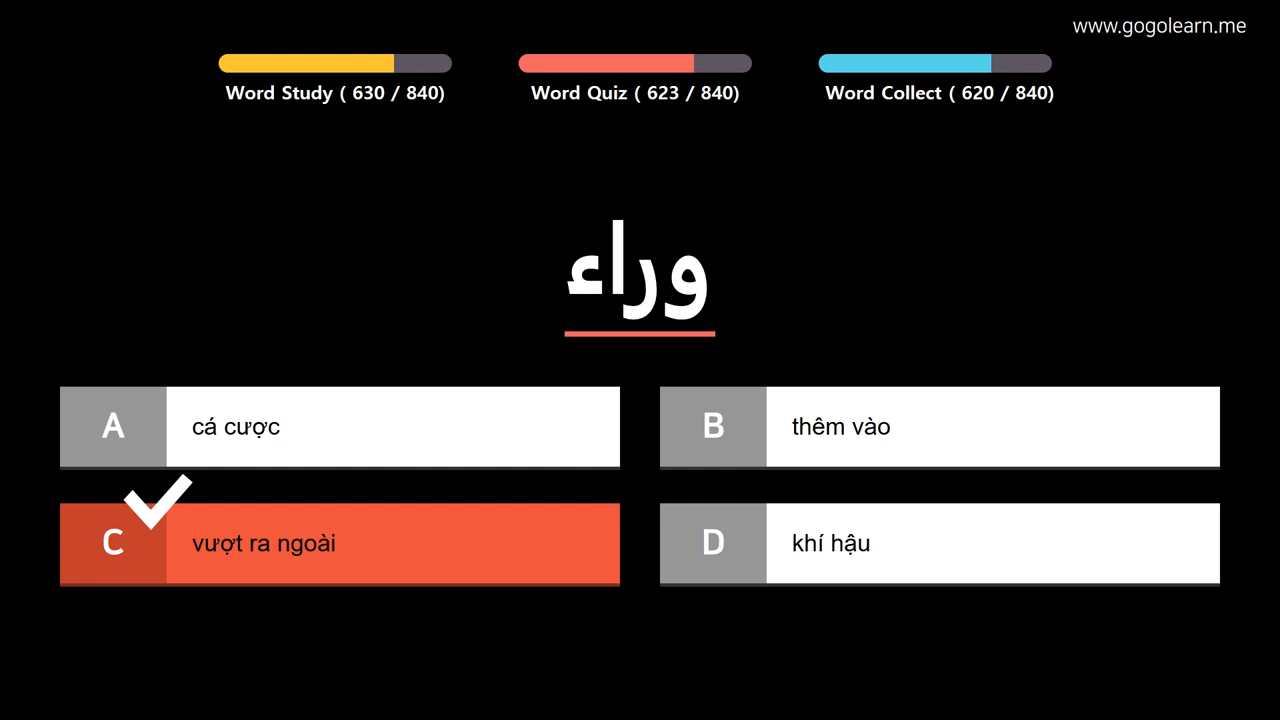 www.gogolearn.me
Word Study ( 630 / 840)
Word Quiz ( 623 / 840)
Word Collect ( 620 / 840)
وراء
A
cá cược
B
thêm vào
C
vượt ra ngoài
D
khí hậu